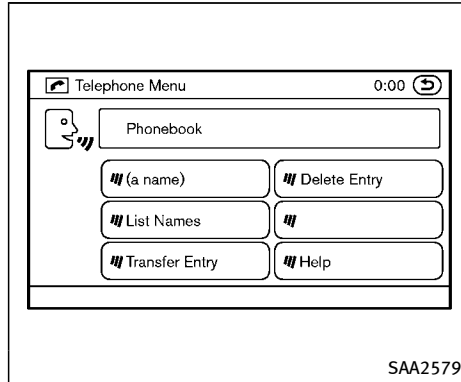 Telephone Menu 0:00
Phonebook
(a name) Delete Entry
List Names
Transfer Entry Help
SAA2579